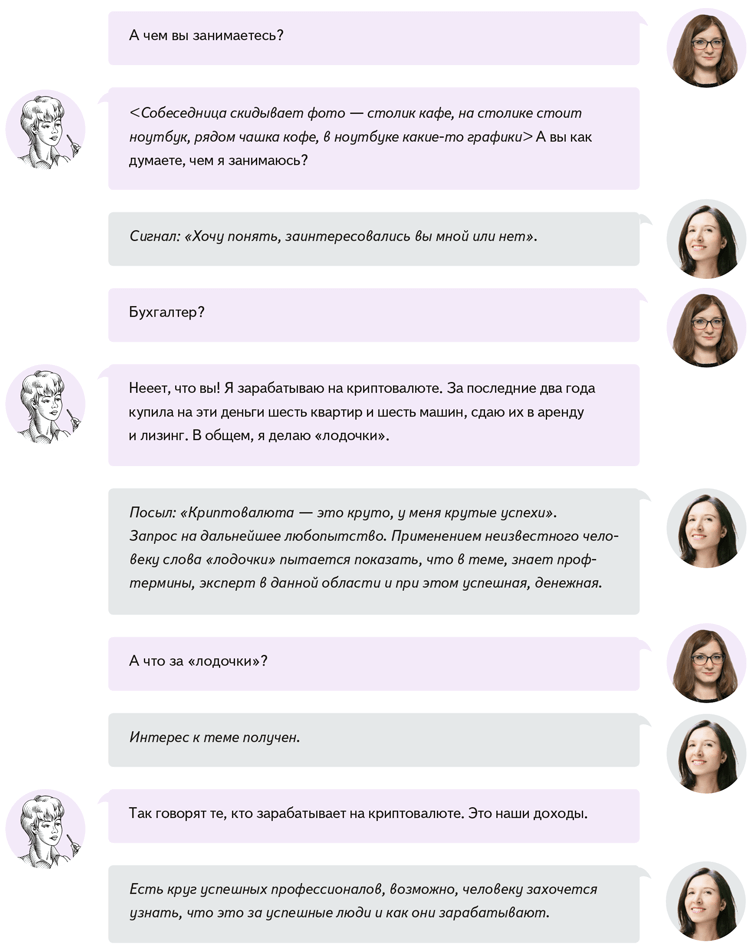 А чем вы занимаетесь?
<Собеседница скидывает фото — столик кафе, на столике стоит
ноутбук, рядом чашка кофе, в ноутбуке какие-то графики> А вы как
думаете, чем я занимаюсь?
Сигнал: «Хочу понять, заинтересовались вы мной или нет».
Бухгалтер?
Нееет, что вы! Я зарабатываю на криптовалюте. За последние два года
купила на эти деньги шесть квартир и шесть машин, сдаю их в аренду
и лизинг. В общем, я делаю «лодочки».
Посыл: «Криптовалюта — это круто, у меня крутые успехи».
Запрос на дальнейшее любопытство. Применением неизвестного чело-
веку слова «лодочки» пытается показать, что в теме, знает проф-
термины, эксперт в данной области и при этом успешная, денежная.
А что за «лодочки»?
Интерес к теме получен.
Так говорят те, кто зарабатывает на криптовалюте. Это наши доходы.
Есть круг успешных профессионалов, возможно, человеку захочется
узнать, что это за успешные люди и как они зарабатывают.